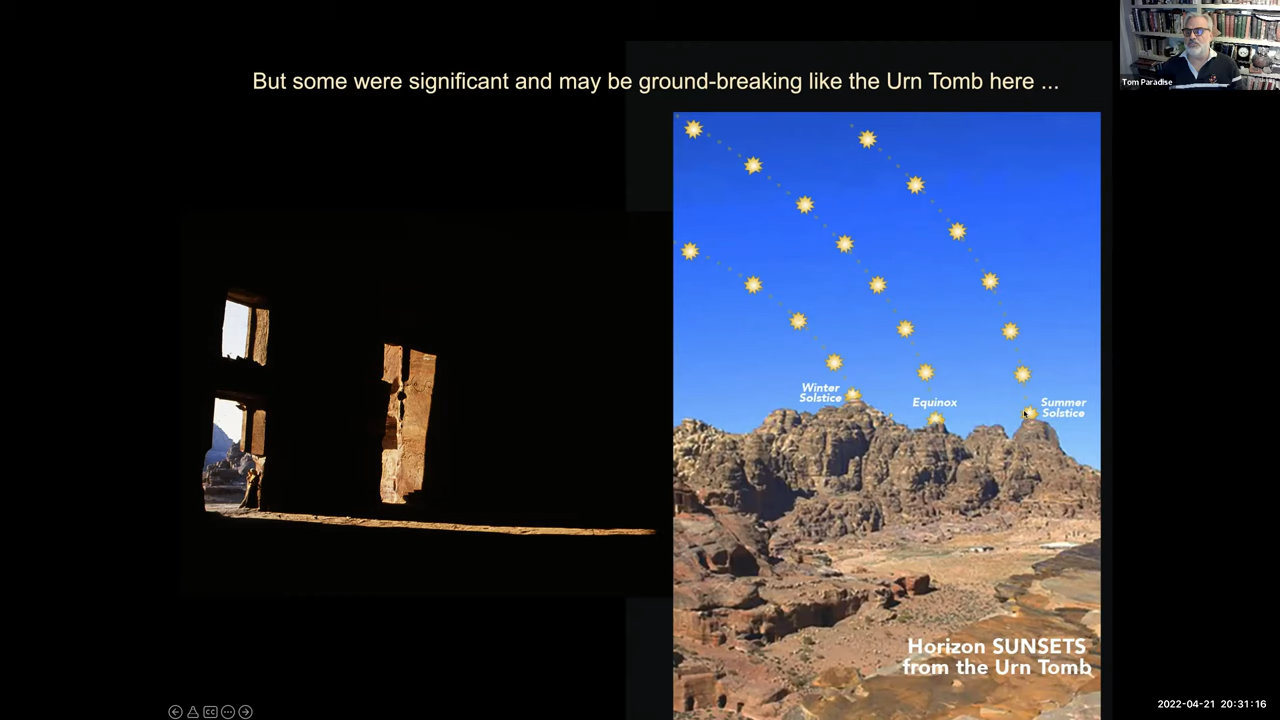 But some were significant and may be ground-breaking like the Urn Tomb here ...
Tom Paradise
Winter
Solstice
Equinox
Summer
Solstice
Horizon SUNSETS
from the Urn Tomb
2022-04-21 20:31:16